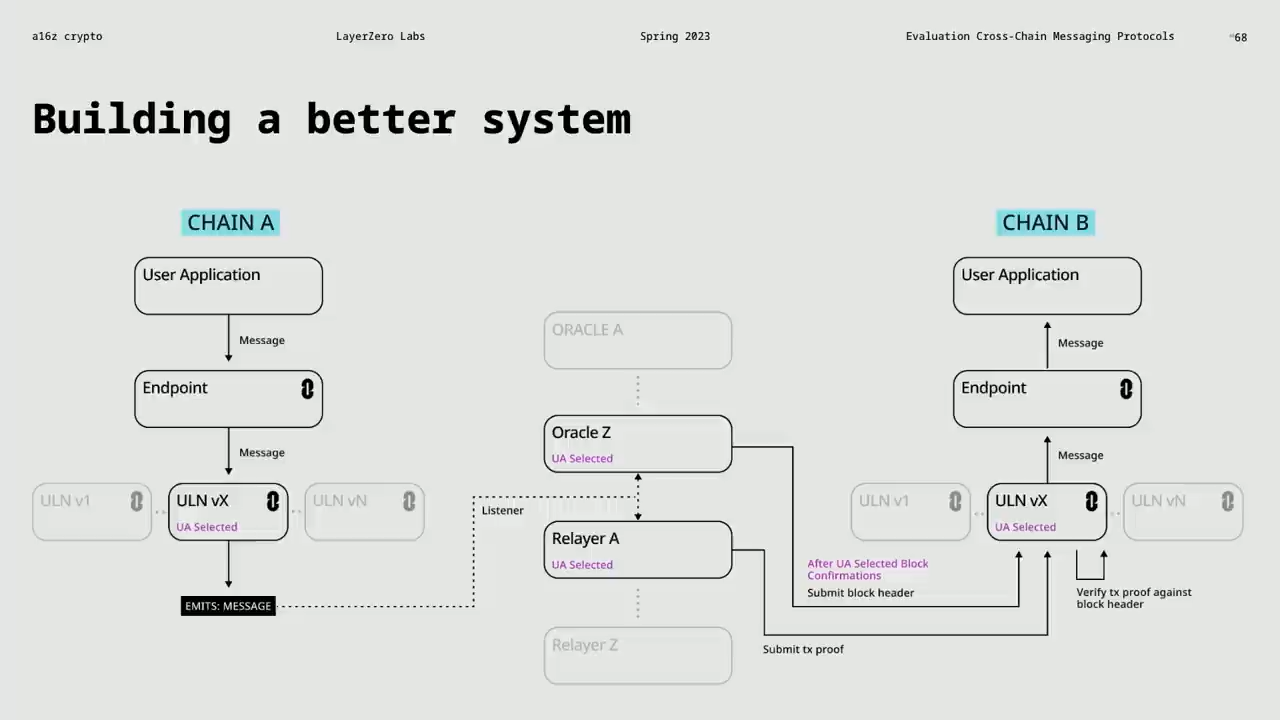 a16z crypto
LayerZero Labs
Spring 2023
Evaluation Cross-Chain Messaging Protocols
68
Building a better system
CHAIN A
User Application
Message
Endpoint
Message
ULN v1
ULN vX
UA Selected
ULN vN
EMITS: MESSAGE
Listener
ORACLE A
Oracle Z
UA Selected
Relayer A
UA Selected
Relayer Z
After UA Selected Block
Confirmations
Submit block header
Submit tx proof
CHAIN B
User Application
Message
Endpoint
Message
ULN v1
ULN vX
UA Selected
ULN vN
Verify tx proof against
block header